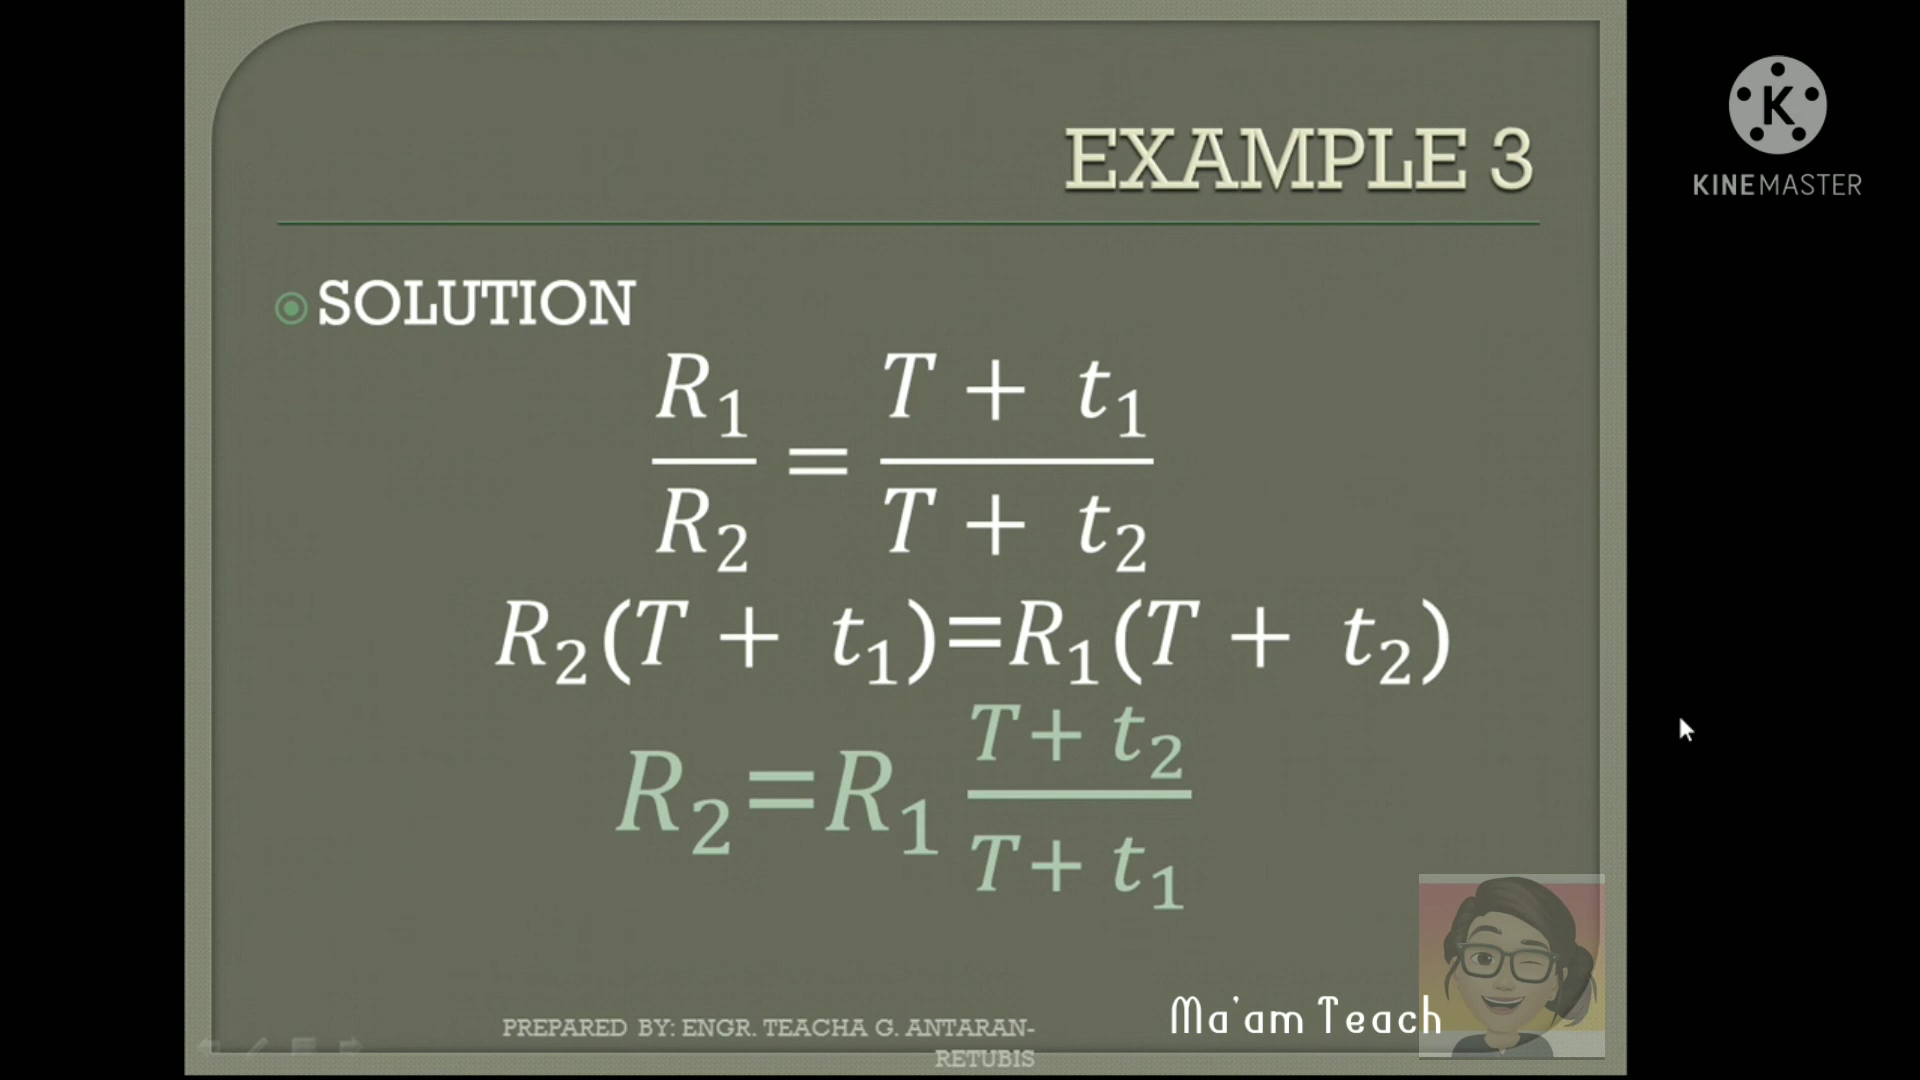 EXAMPLE 3
K
KINEMASTER
SOLUTION
R₁/R₂ = (T + t₁)/(T + t₂)
R₂(T + t₁)=R₁(T + t₂)
R₂=R₁ (T+ t₂)/(T+ t₁)
Ma'am Teach
PREPARED BY: ENGR. TEACHA G. ANTARAN-
RETUBIS